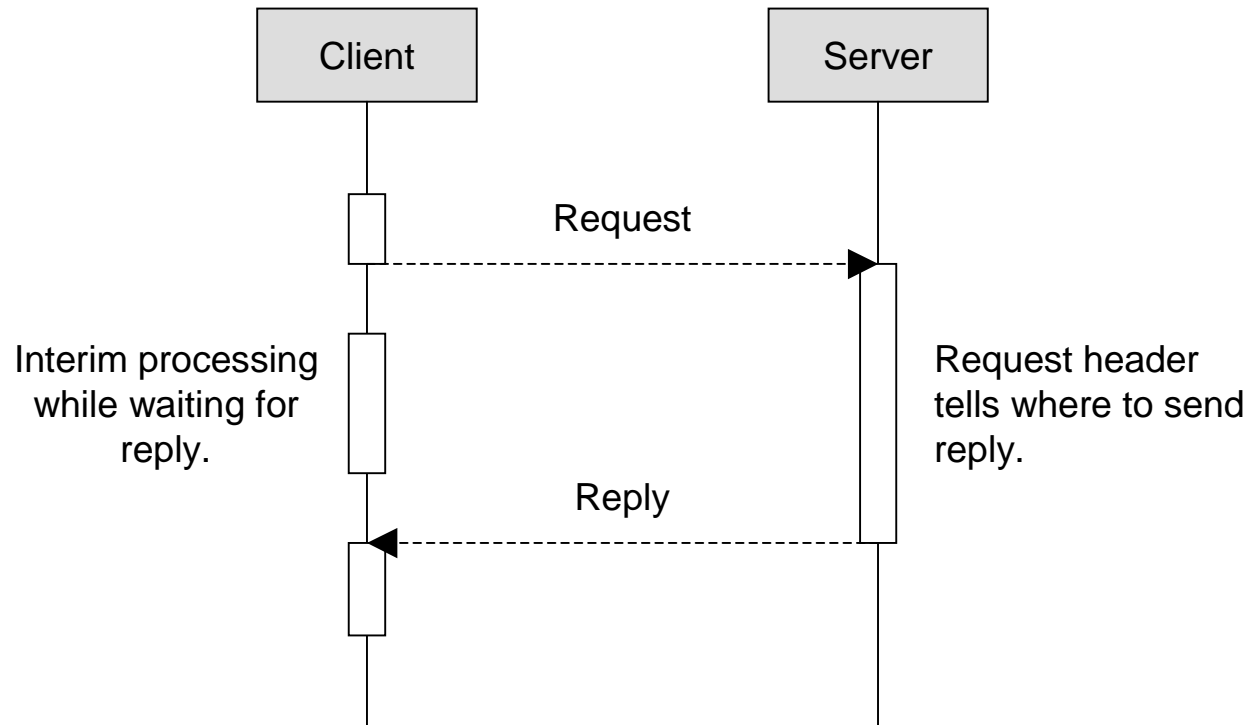 Client
Server
Request
Interim processing
while waiting for
reply.
Request header
tells where to send
reply.
Reply